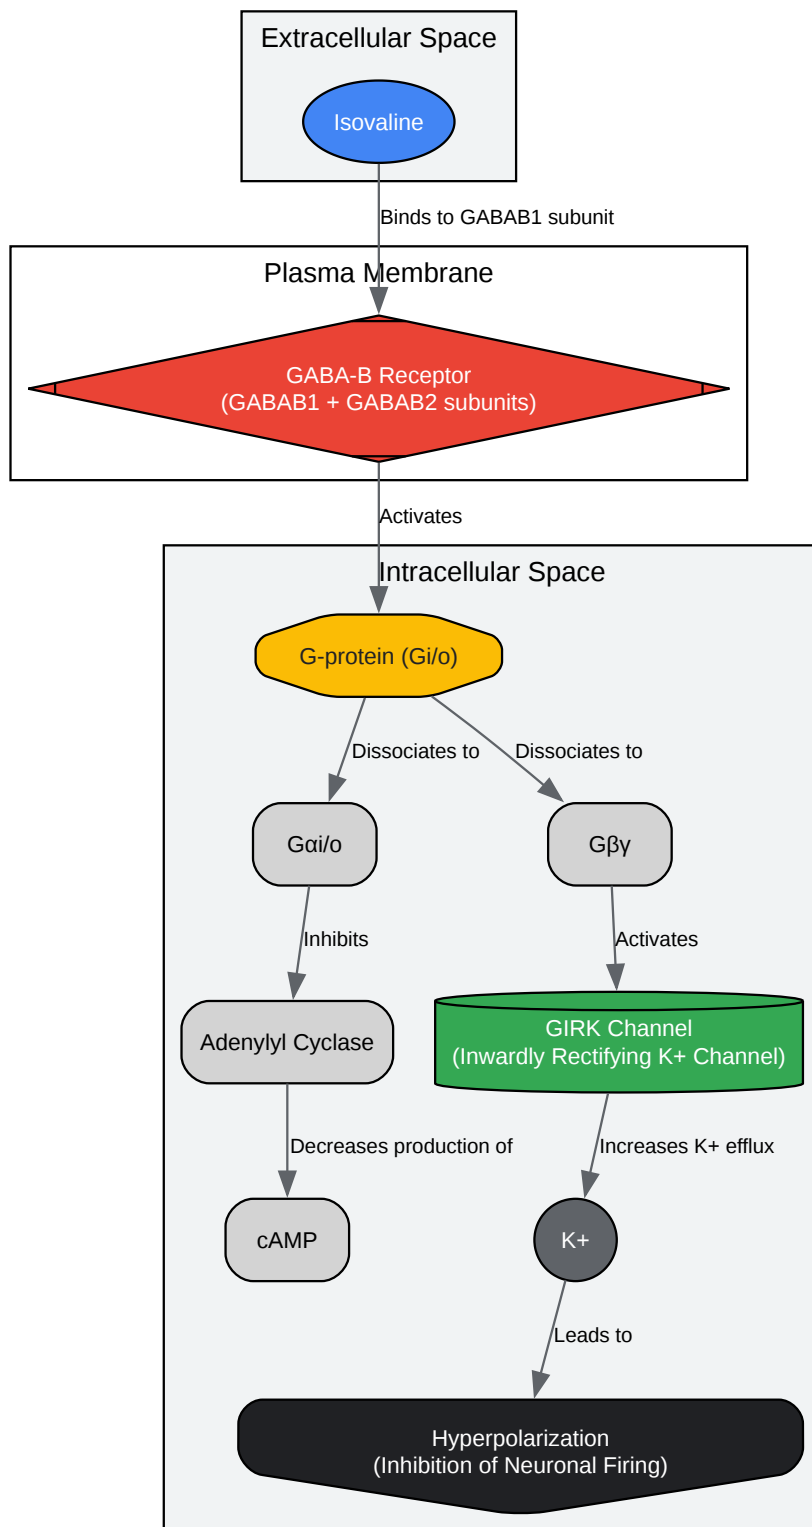 Extracellular Space
Isovaline
Binds to GABAB1 subunit
Plasma Membrane
GABA-B Receptor
(GABAB1 + GABAB2 subunits)
Activates
Intracellular Space
G-protein (Gi/o)
Dissociates to
Dissociates to
Gαi/o
Gβγ
Inhibits
Activates
Adenylyl Cyclase
GIRK Channel
(Inwardly Rectifying K+ Channel)
Decreases production of
Increases K+ efflux
cAMP
K+
Leads to
Hyperpolarization
(Inhibition of Neuronal Firing)